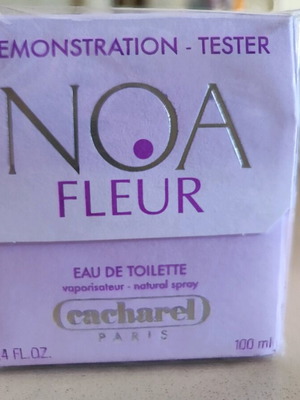 EMONSTRATION - TESTER
NOA
FLEUR
EAU DE TOILETTE
vaporisateur - natural spray
cacharel
PARIS
4 FL.OZ. 100 ml